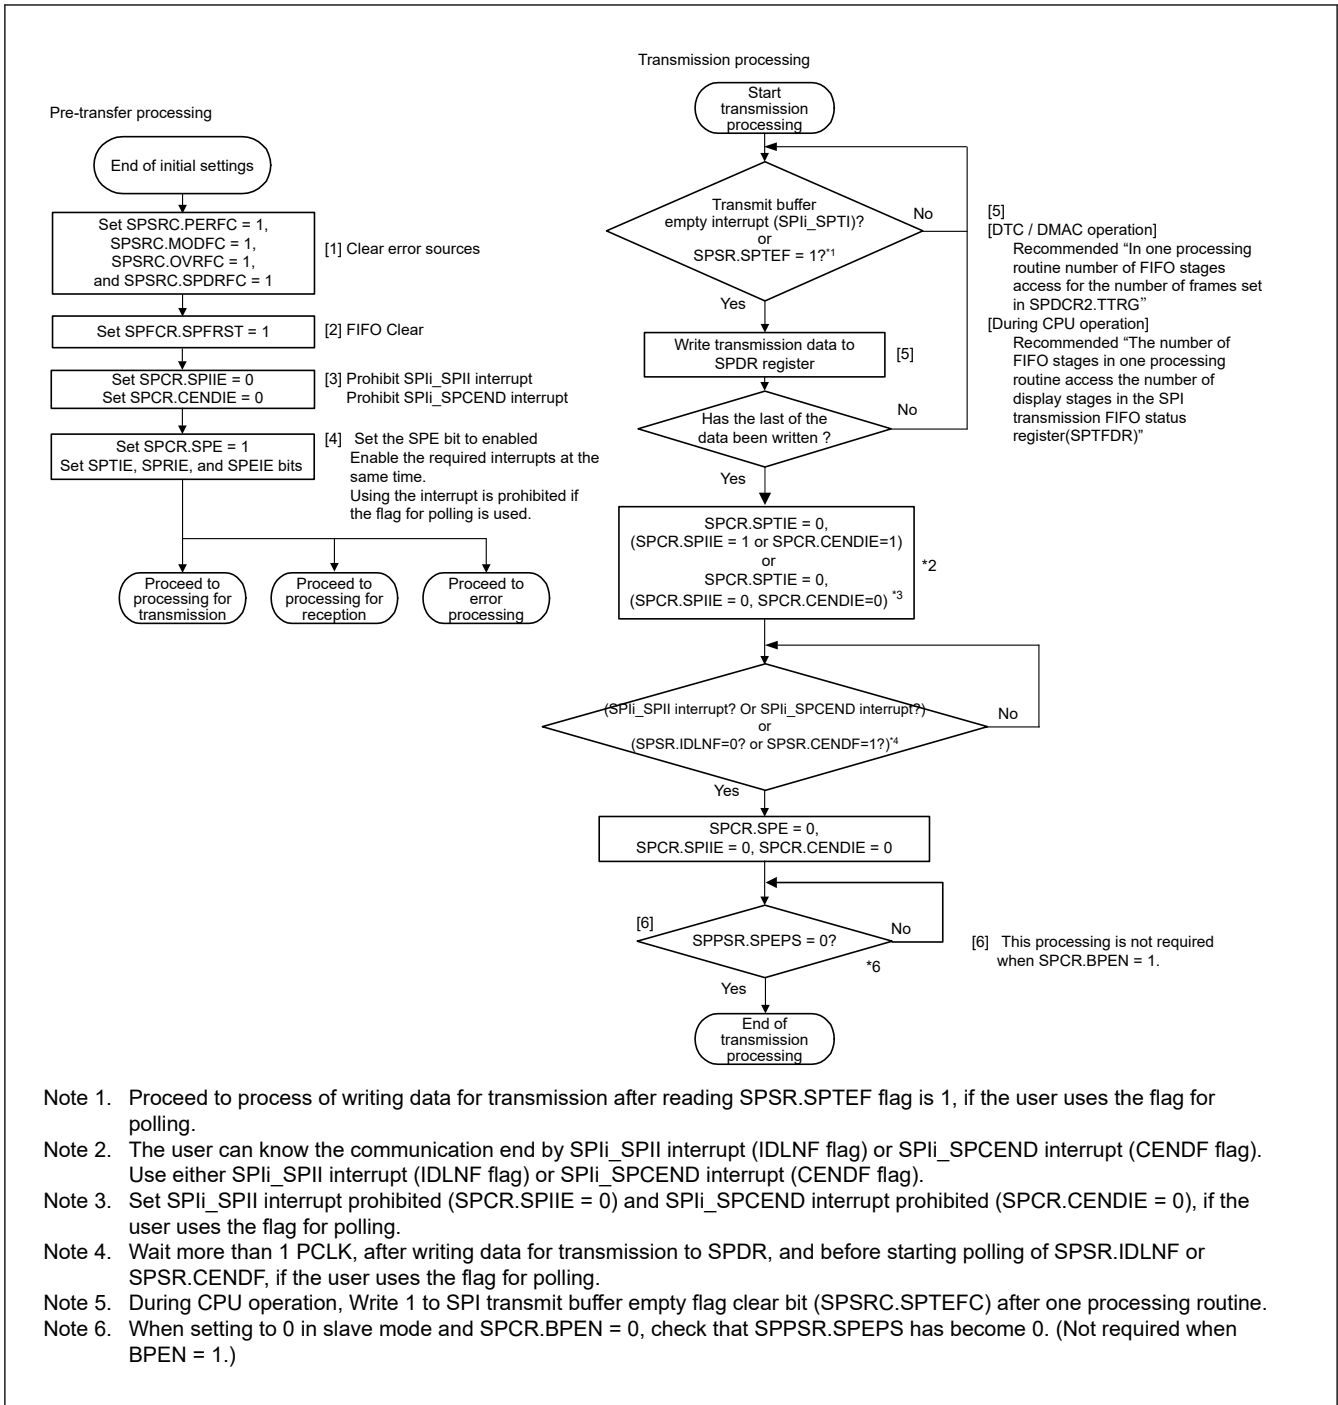 Pre-transfer processing
End of initial settings
Set SPSRC.PERFC = 1,
SPSRC.MODFC = 1,
SPSRC.OVRFC = 1,
and SPSRC.SPDRFC = 1
[1] Clear error sources
Set SPFCR.SPFRST = 1
[2] FIFO Clear
Set SPCR.SPIIE = 0
Set SPCR.CENDIE = 0
[3] Prohibit SPIi_SPII interrupt
Prohibit SPIi_SPCEND interrupt
Set SPCR.SPE = 1
Set SPTIE, SPRIE, and SPEIE bits
[4] Set the SPE bit to enabled
Enable the required interrupts at the
same time.
Using the interrupt is prohibited if
the flag for polling is used.
Proceed to
processing for
transmission
Proceed to
processing for
reception
Proceed to
error
processing
Transmission processing
Start
transmission
processing
Transmit buffer
empty interrupt (SPIi_SPTI)?
or
SPSR.SPTEF = 1?*1
No
Yes
Write transmission data to
SPDR register
[5]
Has the last of the
data been written ?
No
Yes
[5]
[DTC / DMAC operation]
Recommended “In one processing
routine number of FIFO stages
access for the number of frames set
in SPDCR2.TTRG”
[During CPU operation]
Recommended “The number of
FIFO stages in one processing
routine access the number of
display stages in the SPI
transmission FIFO status
register(SPTFDR)”
SPCR.SPTIE = 0,
(SPCR.SPIIE = 1 or SPCR.CENDIE=1)
or
SPCR.SPTIE = 0,
(SPCR.SPIIE = 0, SPCR.CENDIE=0) *3
*2
(SPIi_SPII interrupt? Or SPIi_SPCEND interrupt?)
or
(SPSR.IDLNF=0? or SPSR.CENDF=1?)*4
No
Yes
SPCR.SPE = 0,
SPCR.SPIIE = 0, SPCR.CENDIE = 0
[6]
SPPSR.SPEPS = 0?
No
*6
Yes
[6] This processing is not required
when SPCR.BPEN = 1.
End of
transmission
processing
Note 1. Proceed to process of writing data for transmission after reading SPSR.SPTEF flag is 1, if the user uses the flag for
polling.
Note 2. The user can know the communication end by SPIi_SPII interrupt (IDLNF flag) or SPIi_SPCEND interrupt (CENDF flag).
Use either SPIi_SPII interrupt (IDLNF flag) or SPIi_SPCEND interrupt (CENDF flag).
Note 3. Set SPIi_SPII interrupt prohibited (SPCR.SPIIE = 0) and SPIi_SPCEND interrupt prohibited (SPCR.CENDIE = 0), if the
user uses the flag for polling.
Note 4. Wait more than 1 PCLK, after writing data for transmission to SPDR, and before starting polling of SPSR.IDLNF or
SPSR.CENDF, if the user uses the flag for polling.
Note 5. During CPU operation, Write 1 to SPI transmit buffer empty flag clear bit (SPSRC.SPTEFC) after one processing routine.
Note 6. When setting to 0 in slave mode and SPCR.BPEN = 0, check that SPPSR.SPEPS has become 0. (Not required when
BPEN = 1.)